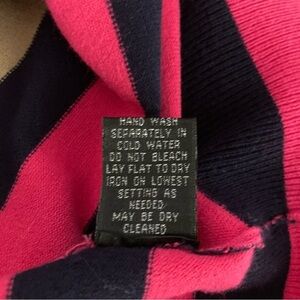 HAND WASH
SEPARATELY IN
COLD WATER
DO NOT BLEACH
LAY FLAT TO DRY
IRON ON LOWEST
SETTING AS
NEEDED
MAY BE DRY
CLEANED